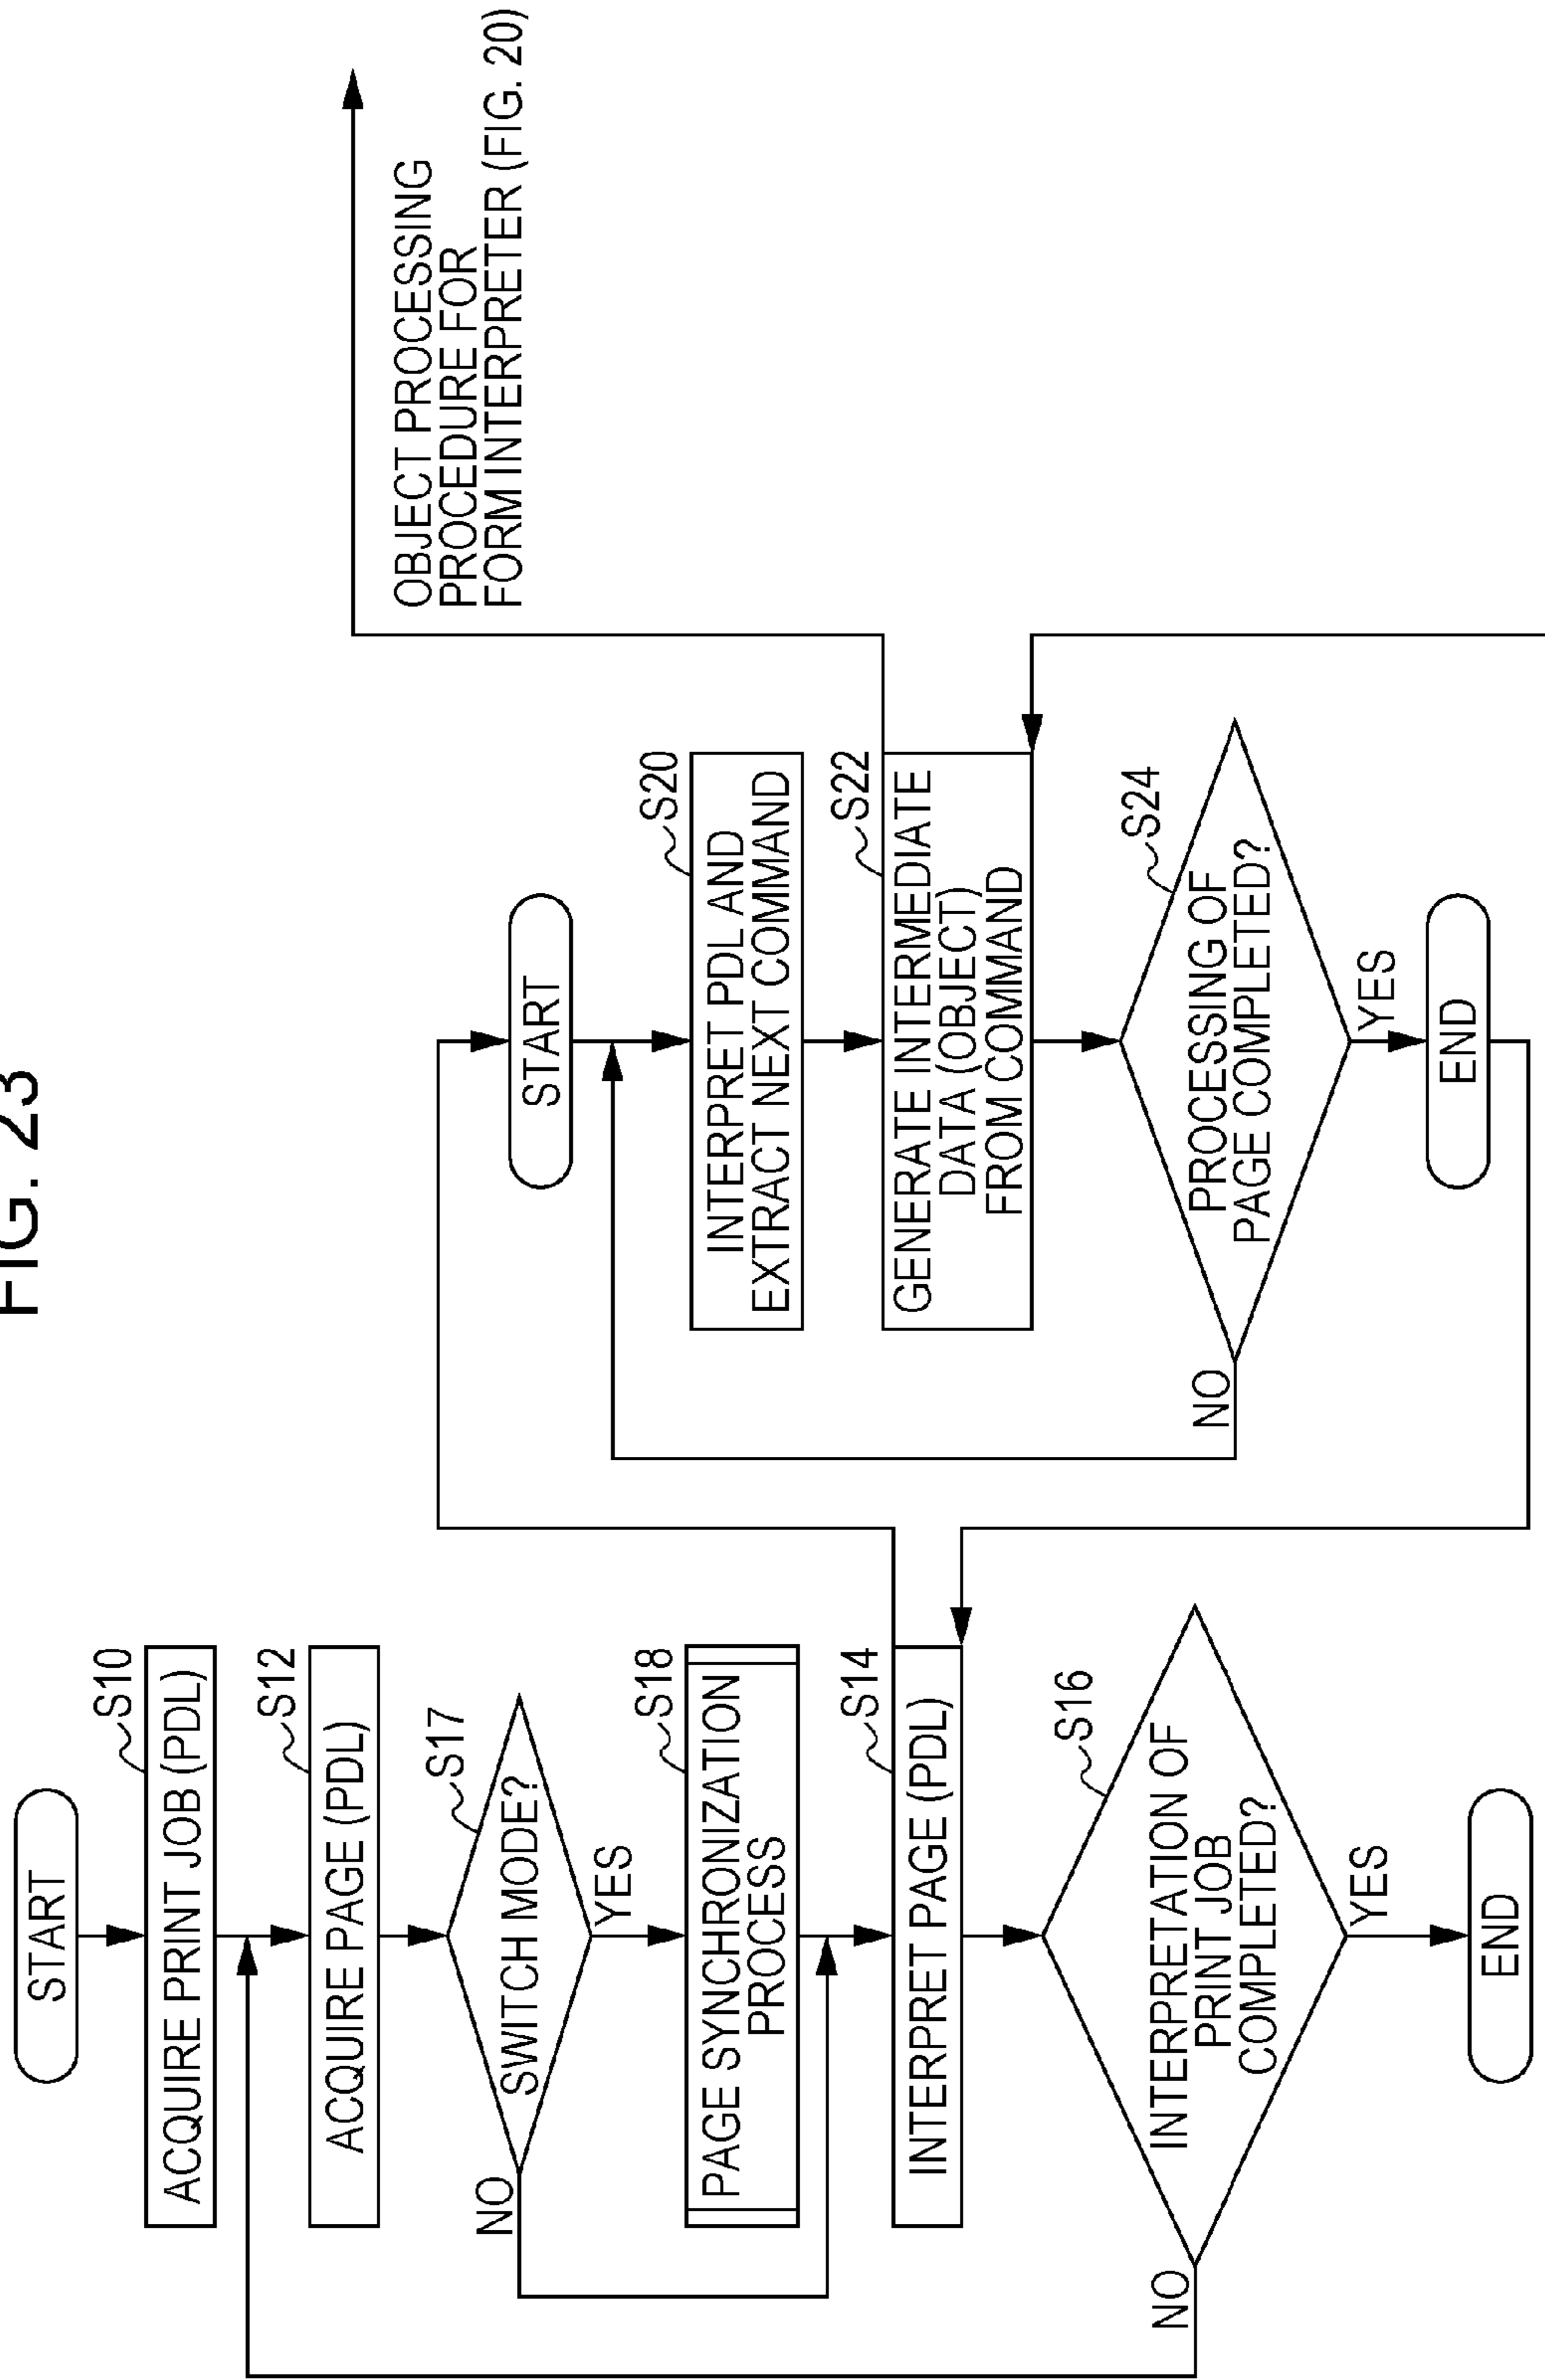 FIG. 23
START
S10
ACQUIRE PRINT JOB (PDL)
S12
ACQUIRE PAGE (PDL)
S17
SWITCH MODE?
NO
YES
S18
PAGE SYNCHRONIZATION
PROCESS
S14
INTERPRET PAGE (PDL)
S16
INTERPRETATION OF
PRINT JOB
COMPLETED?
NO
YES
END
START
S20
INTERPRET PDL AND
EXTRACT NEXT COMMAND
S22
GENERATE INTERMEDIATE
DATA (OBJECT)
FROM COMMAND
S24
PROCESSING OF
PAGE COMPLETED?
NO
YES
END
OBJECT PROCESSING
PROCEDURE FOR
FORM INTERPRETER (FIG. 20)